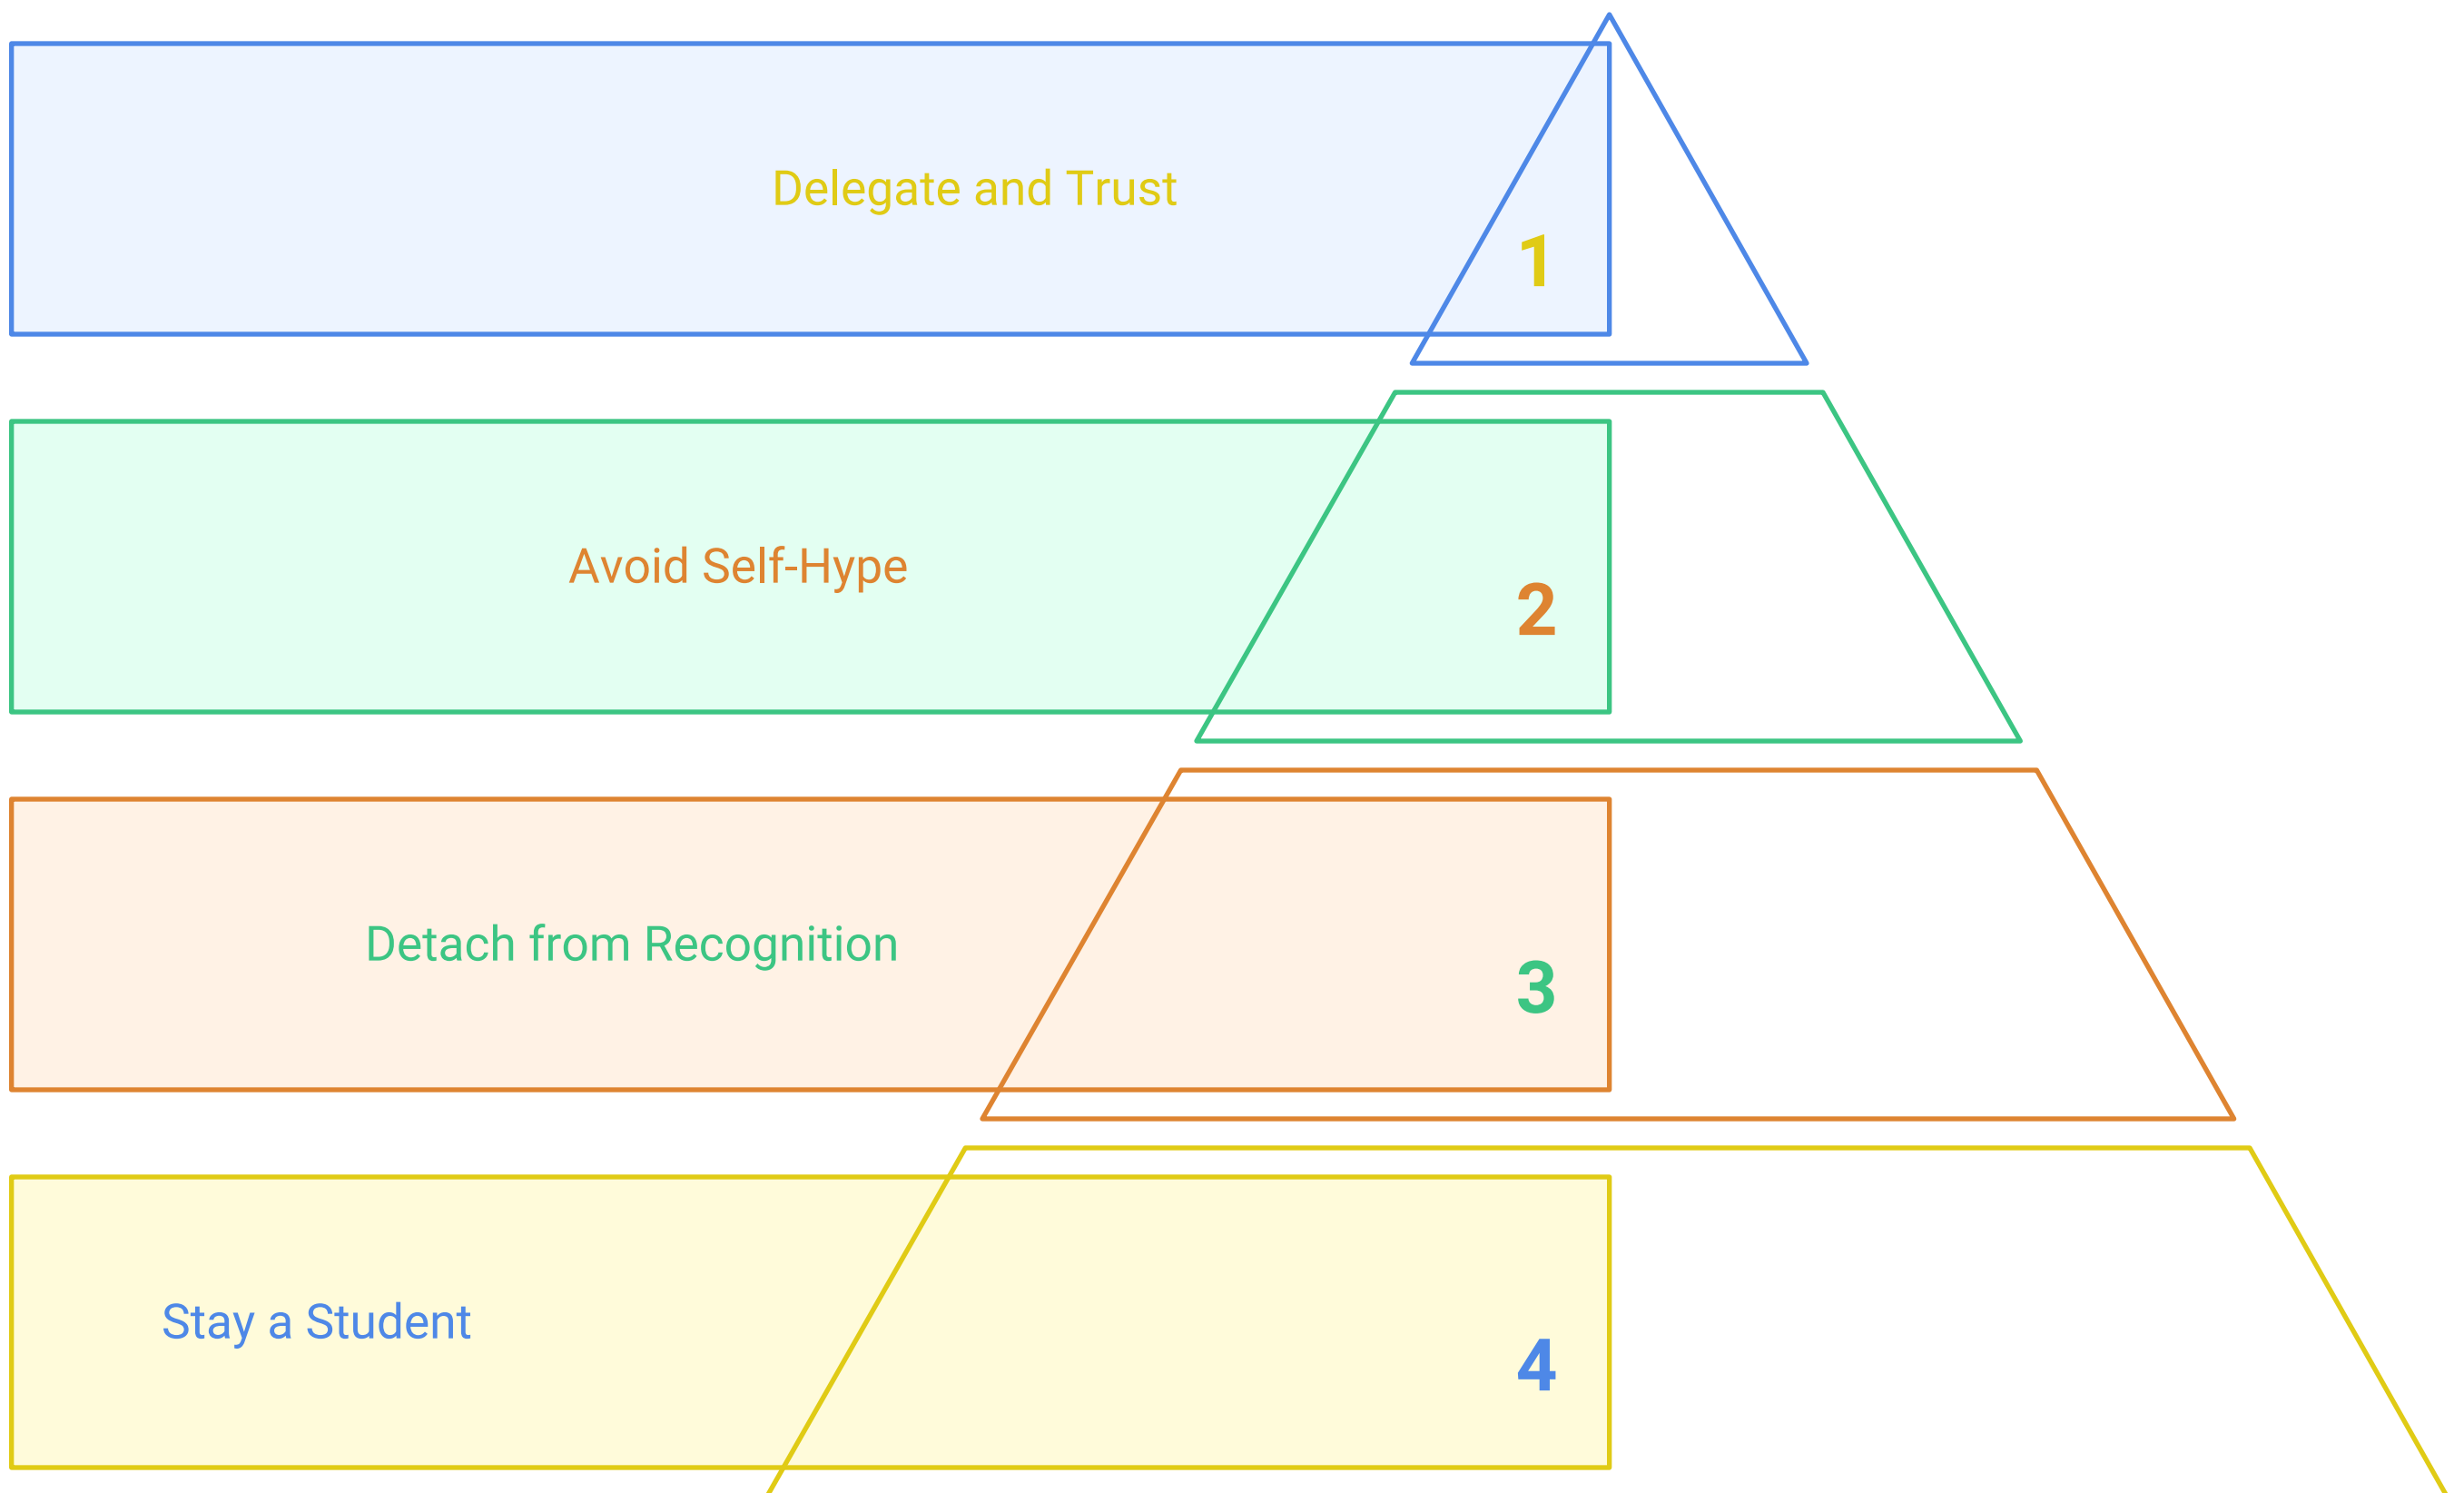 Delegate and Trust
1
Avoid Self-Hype
2
Detach from Recognition
3
Stay a Student
4